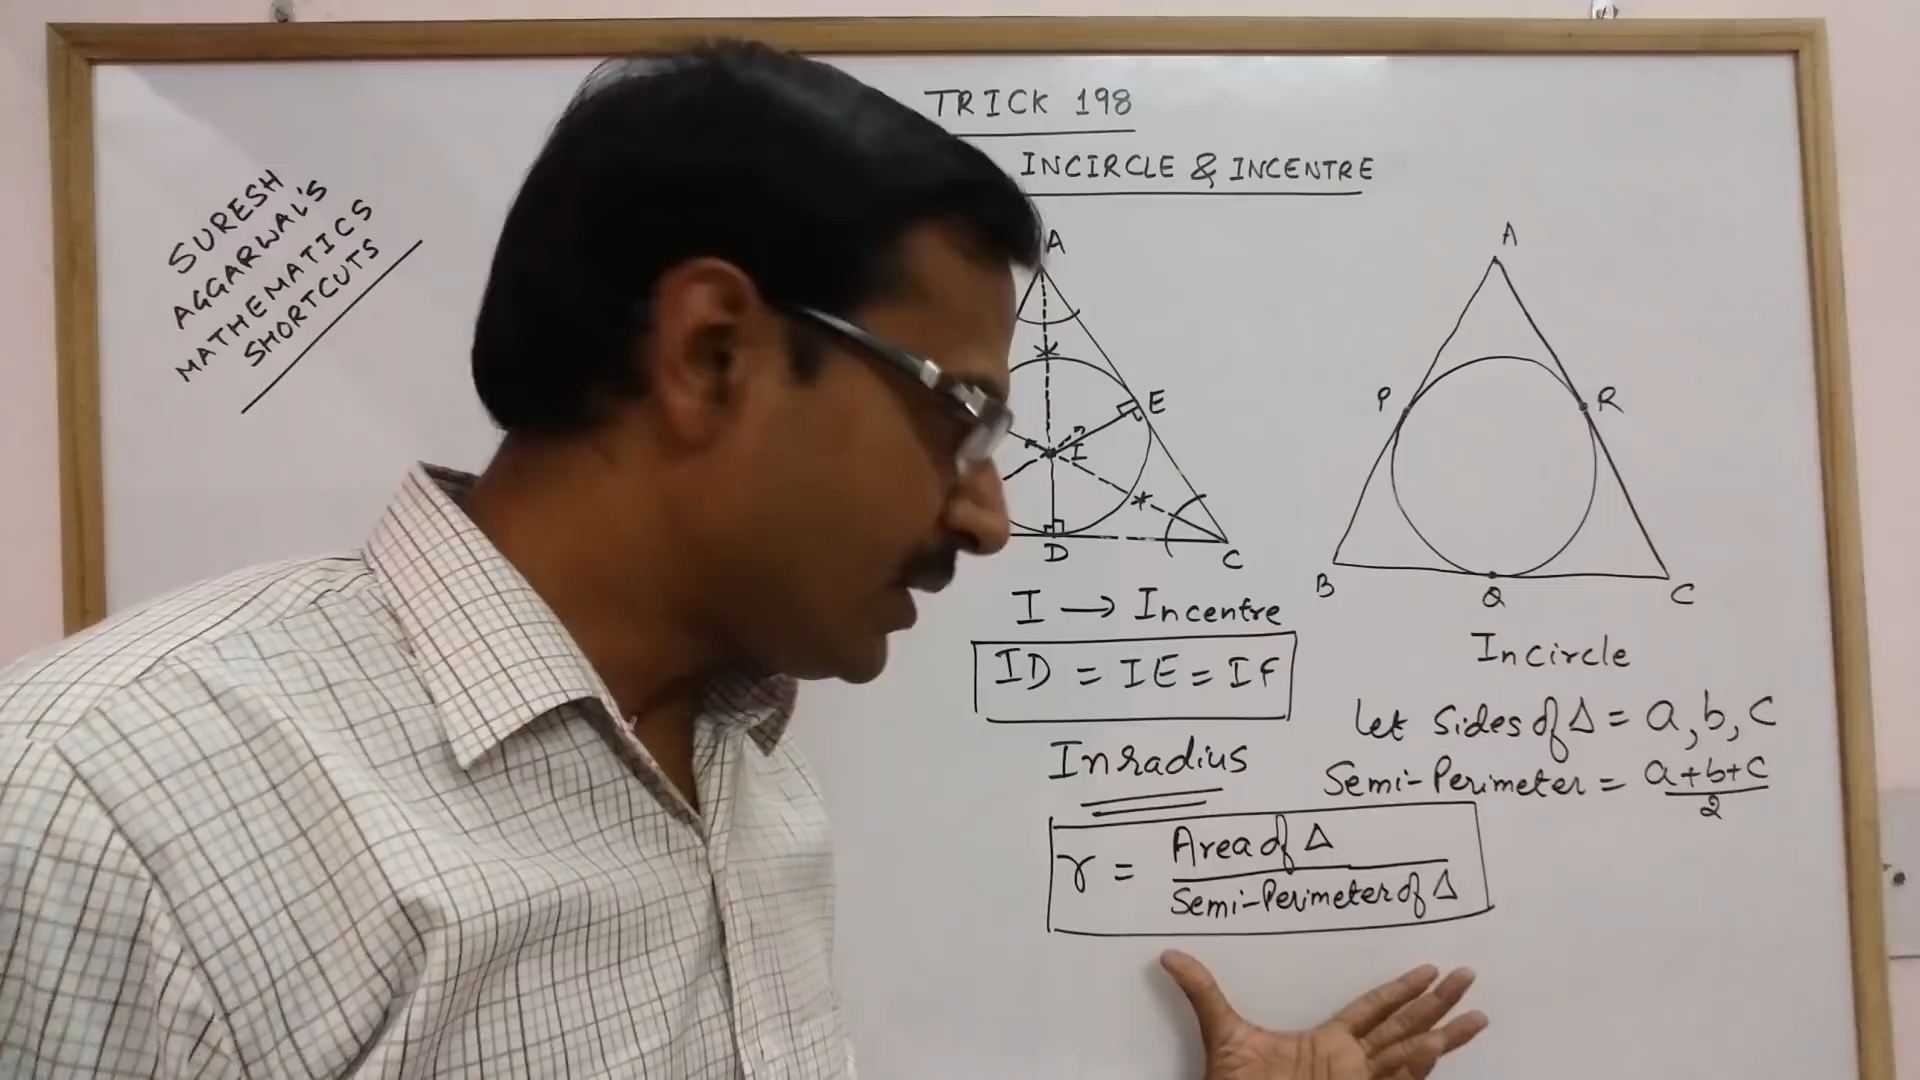 TRICK 198
INCIRCLE & INCENTRE
SURESH
AGGARWAL'S
MATHEMATICS
SHORTCUTS
A
E
I
D
C
I → Incentre
ID = IE = IF
Inradius
r = Area of Δ
Semi-Perimeter of Δ
A
P
R
B
Q
C
Incircle
Let Sides of Δ = a, b, c
Semi-Perimeter = a+b+c
2